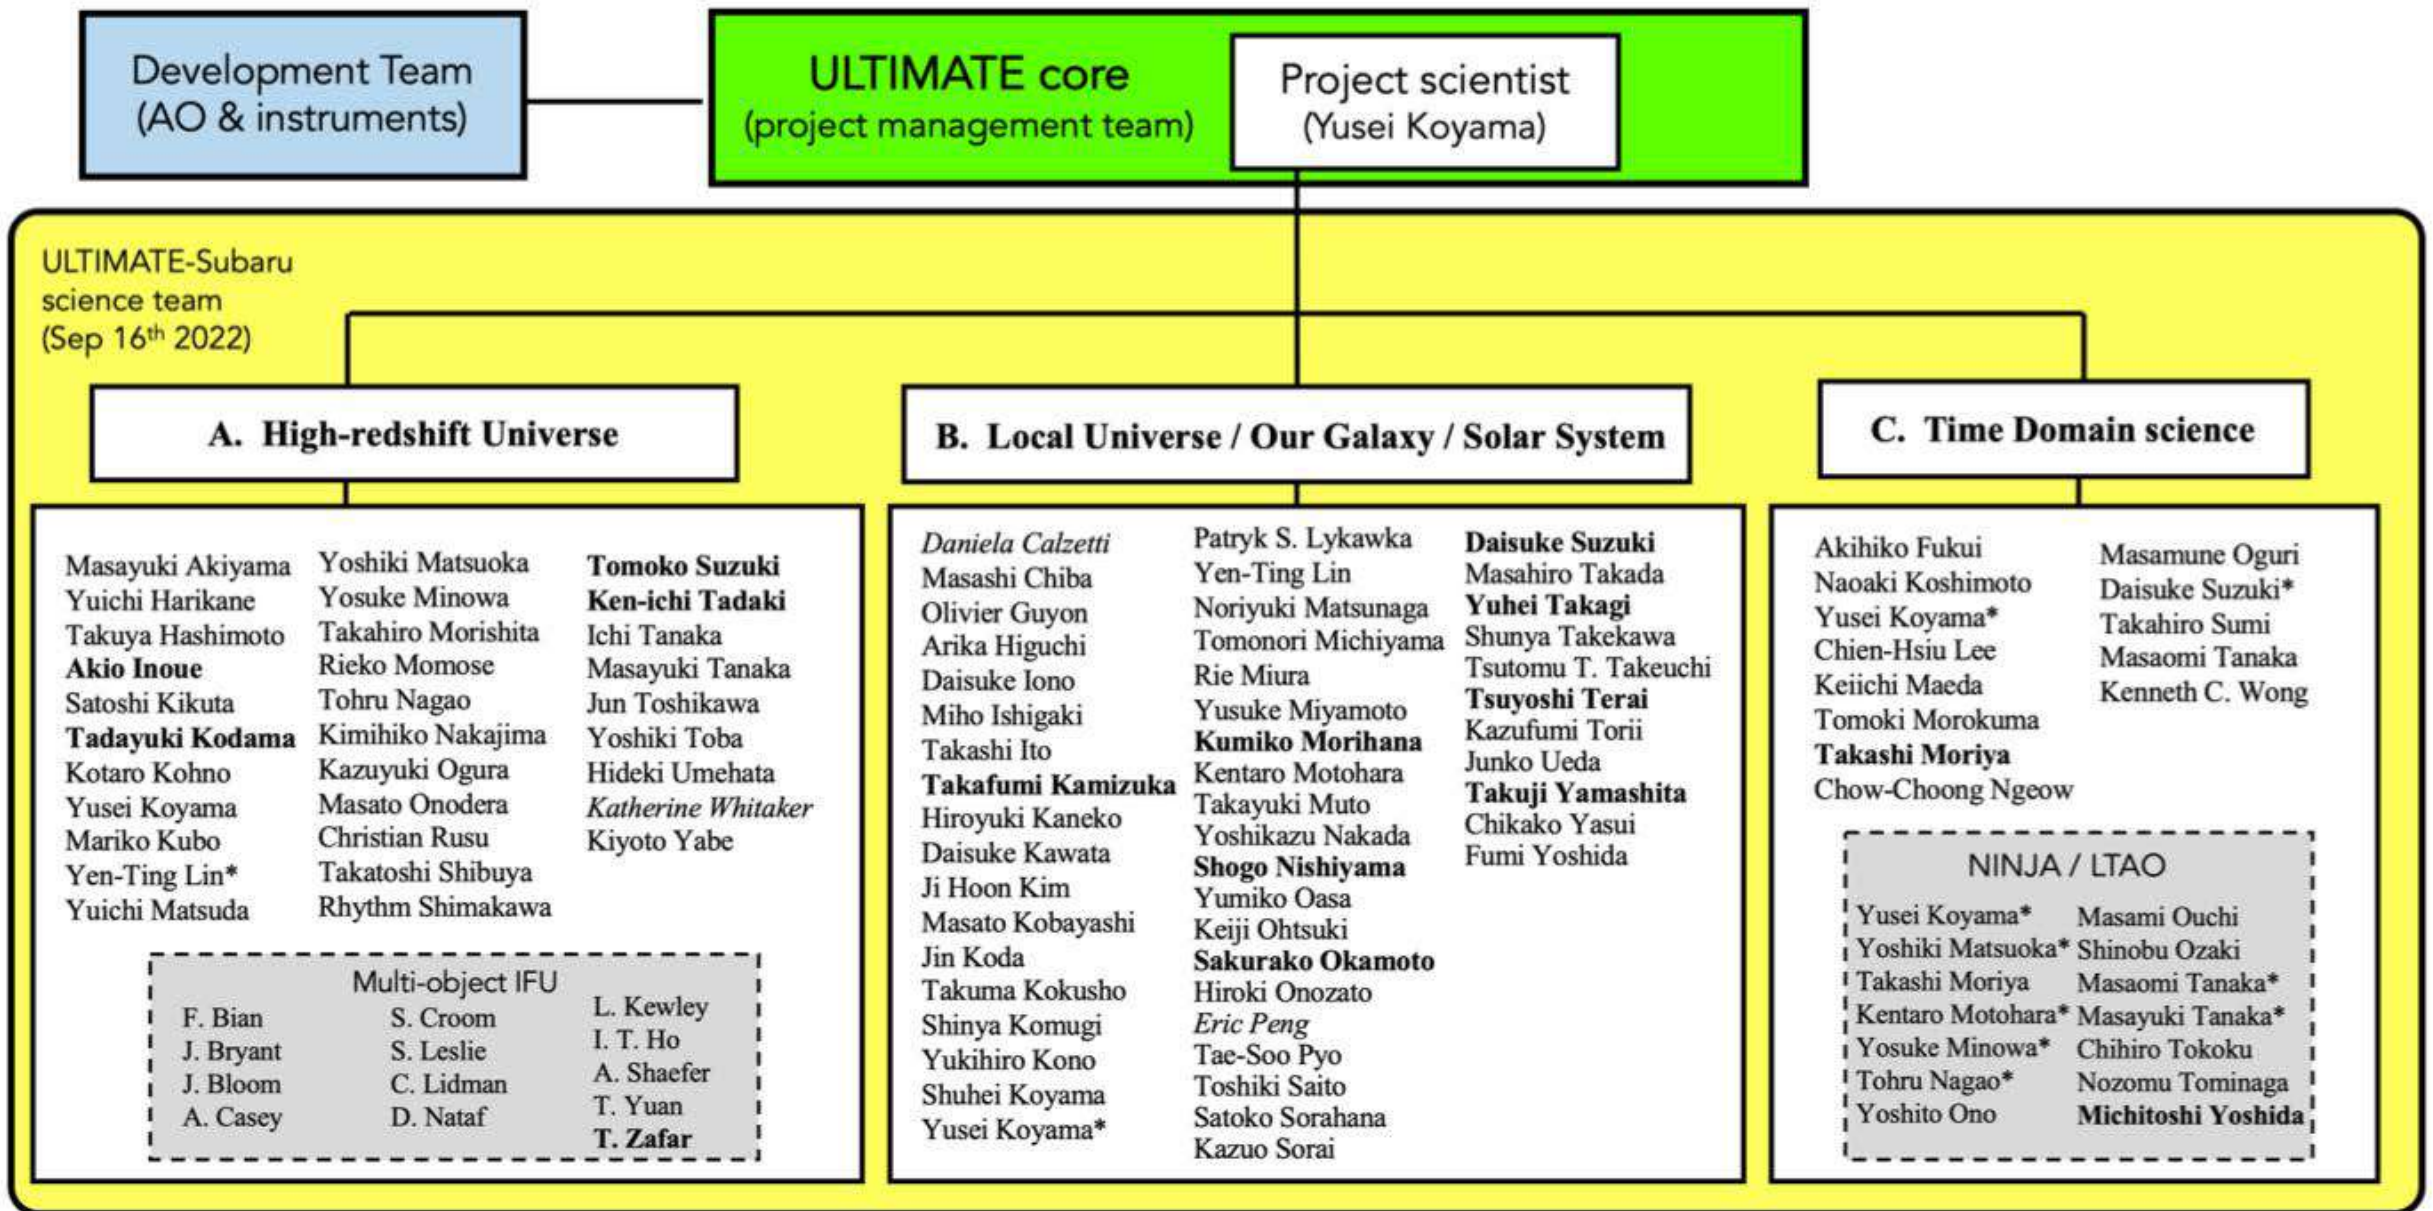 Development Team
(AO & instruments)
ULTIMATE core
(project management team)
Project scientist
(Yusei Koyama)
ULTIMATE-Subaru
science team
(Sep 16th 2022)
A. High-redshift Universe
Masayuki Akiyama
Yuichi Harikane
Takuya Hashimoto
Akio Inoue
Satoshi Kikuta
Tadayuki Kodama
Kotaro Kohno
Yusei Koyama
Mariko Kubo
Yen-Ting Lin*
Yuichi Matsuda
Yoshiki Matsuoka
Yosuke Minowa
Takahiro Morishita
Rieko Momose
Tohru Nagao
Kimihiko Nakajima
Kazuyuki Ogura
Masato Onodera
Christian Rusu
Takatoshi Shibuya
Rhythm Shimakawa
Tomoko Suzuki
Ken-ichi Tadaki
Ichi Tanaka
Masayuki Tanaka
Jun Toshikawa
Yoshiki Toba
Hideki Umehata
Katherine Whitaker
Kiyoto Yabe
Multi-object IFU
F. Bian
J. Bryant
J. Bloom
A. Casey
S. Croom
S. Leslie
C. Lidman
D. Nataf
L. Kewley
I. T. Ho
A. Shaefer
T. Yuan
T. Zafar
B. Local Universe / Our Galaxy / Solar System
Daniela Calzetti
Masashi Chiba
Olivier Guyon
Arika Higuchi
Daisuke Iono
Miho Ishigaki
Takashi Ito
Takafumi Kamizuka
Hiroyuki Kaneko
Daisuke Kawata
Ji Hoon Kim
Masato Kobayashi
Jin Koda
Takuma Kokusho
Shinya Komugi
Yukihiro Kono
Shuhei Koyama
Yusei Koyama*
Patryk S. Lykawka
Yen-Ting Lin
Noriyuki Matsunaga
Tomonori Michiyama
Rie Miura
Yusuke Miyamoto
Kumiko Morihana
Kentaro Motohara
Takayuki Muto
Yoshikazu Nakada
Shogo Nishiyama
Yumiko Oasa
Keiji Ohtsuki
Sakurako Okamoto
Hiroki Onozato
Eric Peng
Tae-Soo Pyo
Toshiki Saito
Satoko Sorahana
Kazuo Sorai
Daisuke Suzuki
Masahiro Takada
Yuhei Takagi
Shunya Takekawa
Tsutomu T. Takeuchi
Tsuyoshi Terai
Kazufumi Torii
Junko Ueda
Takuji Yamashita
Chikako Yasui
Fumi Yoshida
C. Time Domain science
Akihiko Fukui
Naoaki Koshimoto
Yusei Koyama*
Chien-Hsiu Lee
Keiichi Maeda
Tomoki Morokuma
Takashi Moriya
Chow-Choong Ngeow
Masamune Oguri
Daisuke Suzuki*
Takahiro Sumi
Masaomi Tanaka
Kenneth C. Wong
NINJA / LTAO
Yusei Koyama*
Yoshiki Matsuoka*
Takashi Moriya
Kentaro Motohara*
Yosuke Minowa*
Tohru Nagao*
Yoshito Ono
Masami Ouchi
Shinobu Ozaki
Masaomi Tanaka*
Masayuki Tanaka*
Chihiro Tokoku
Nozomu Tominaga
Michitoshi Yoshida